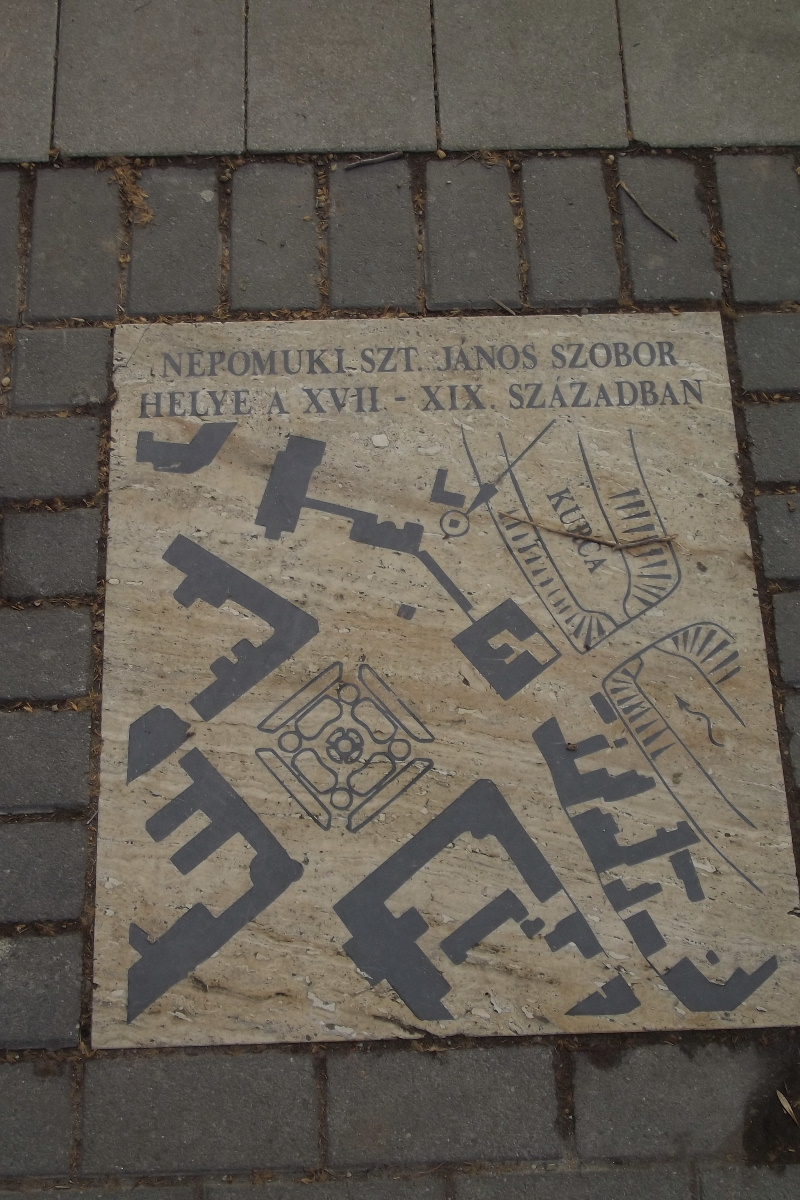 NEPOMUKI SZT. JÁNOS SZOBOR
HELYE A XVII - XIX. SZÁZADBAN
KURCA